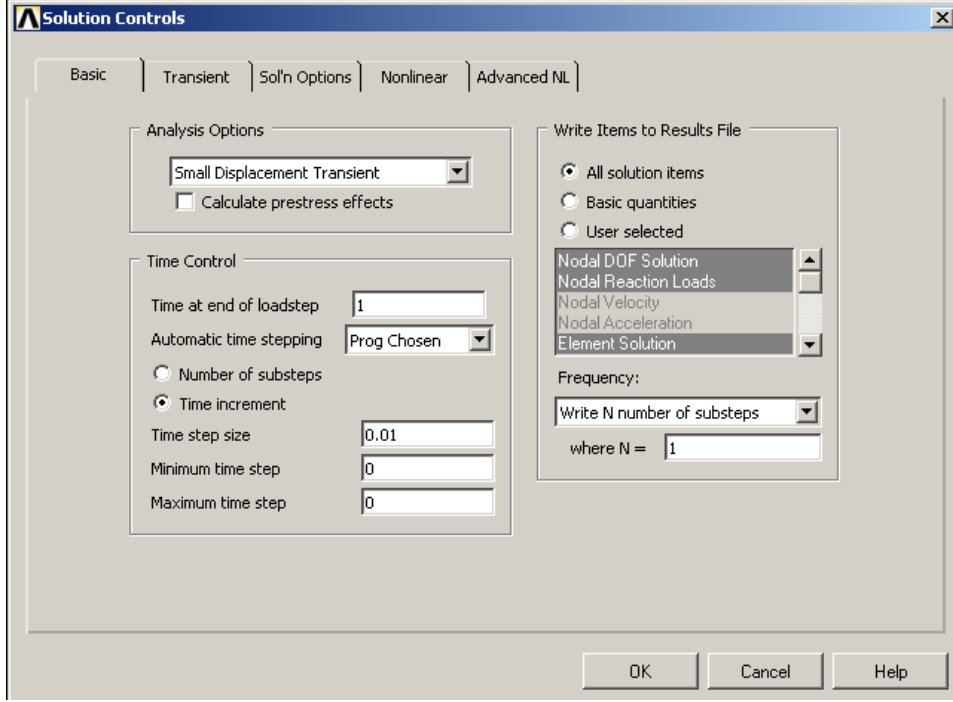 Solution Controls
Basic
Transient
Sol'n Options
Nonlinear
Advanced NL
Analysis Options
Small Displacement Transient
Calculate prestress effects
Time Control
Time at end of loadstep 1
Automatic time stepping Prog Chosen
Number of substeps
Time increment
Time step size 0.01
Minimum time step 0
Maximum time step 0
Write Items to Results File
All solution items
Basic quantities
User selected
Nodal DOF Solution
Nodal Reaction Loads
Nodal Velocity
Nodal Acceleration
Element Solution
Frequency:
Write N number of substeps
where N = 1
OK
Cancel
Help